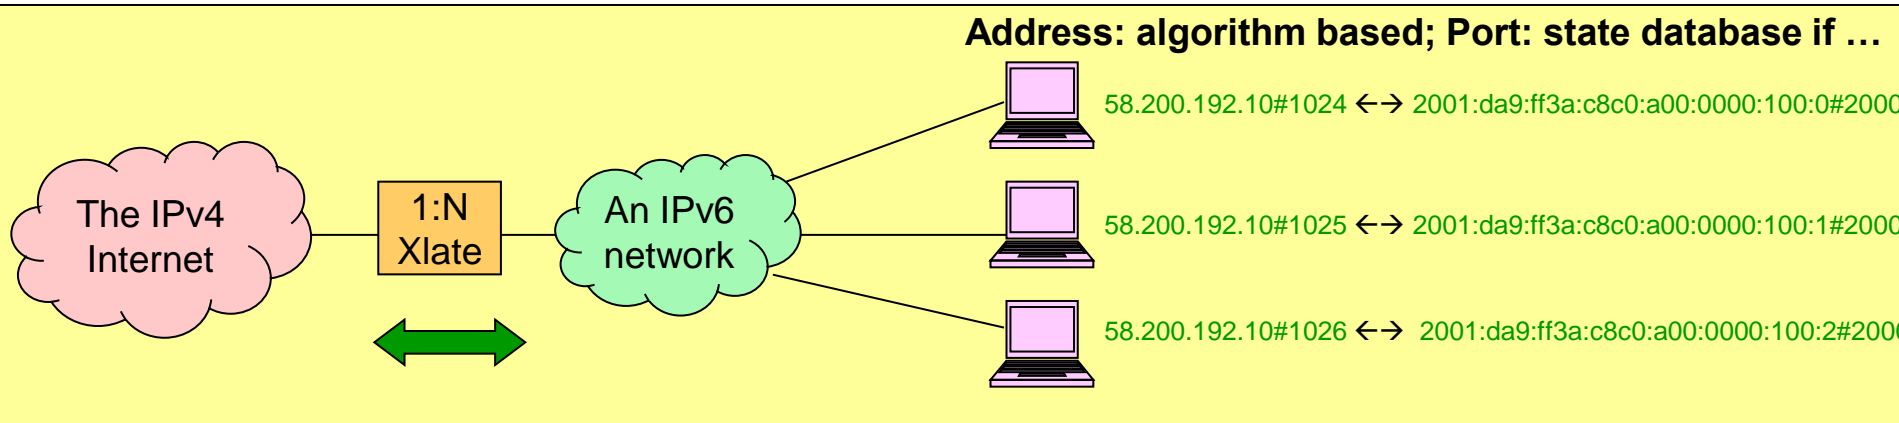 Address: algorithm based; Port: state database if …
58.200.192.10#1024 ←→ 2001:da9:ff3a:c8c0:a00:0000:100:0#2000
The IPv4
Internet
1:N
Xlate
An IPv6
network
58.200.192.10#1025 ←→ 2001:da9:ff3a:c8c0:a00:0000:100:1#2000
58.200.192.10#1026 ←→ 2001:da9:ff3a:c8c0:a00:0000:100:2#200